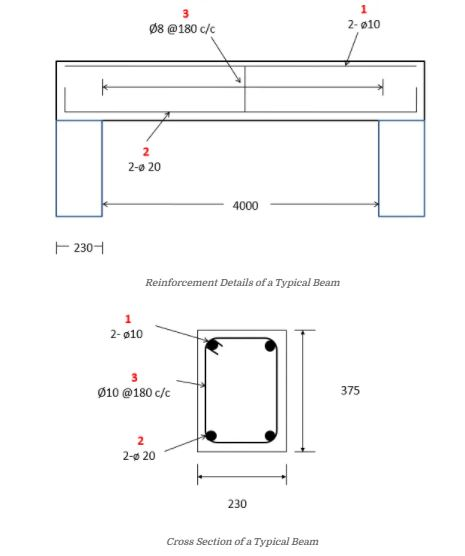 3
Ø8 @180 c/c
1
2- ø10
2
2-ø 20
4000
230
Reinforcement Details of a Typical Beam
1
2- ø10
3
Ø10 @180 c/c
375
2
2-ø 20
230
Cross Section of a Typical Beam